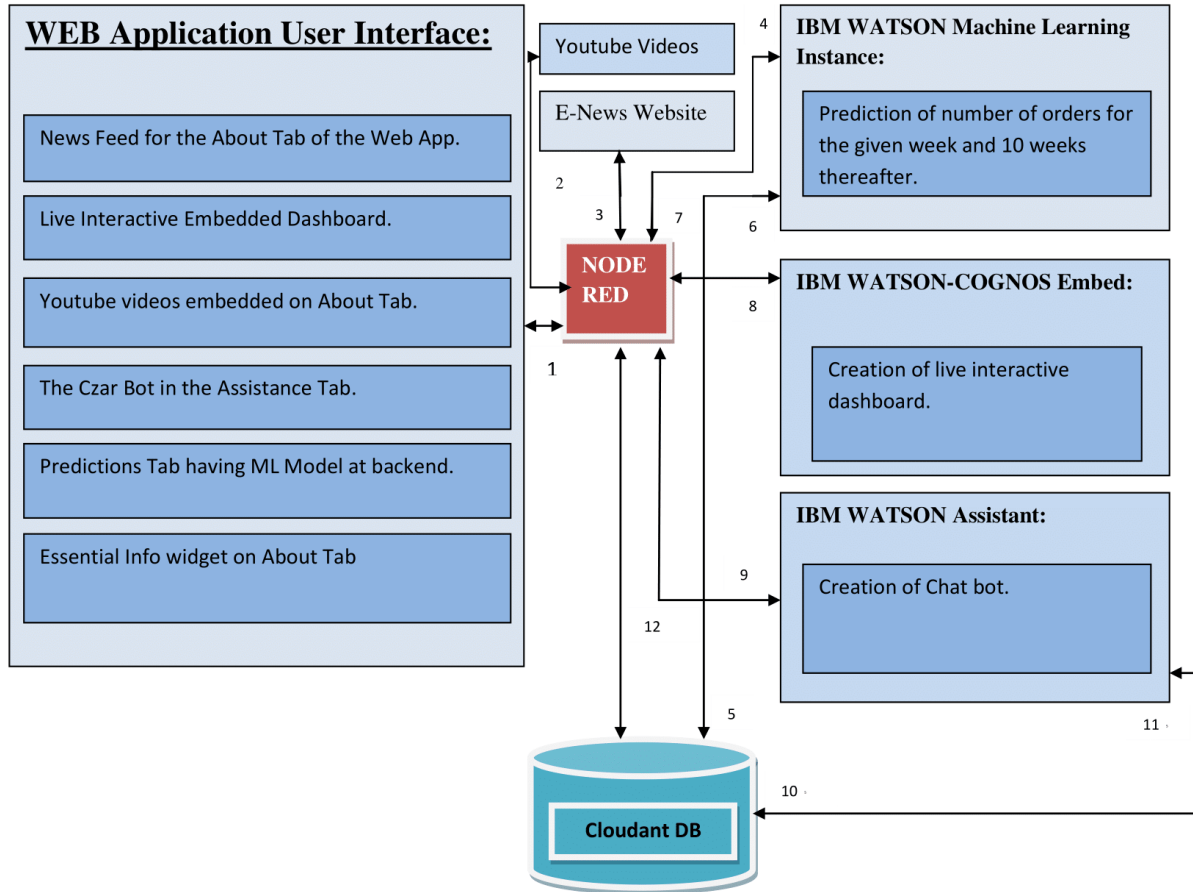 WEB Application User Interface:
News Feed for the About Tab of the Web App.
Live Interactive Embedded Dashboard.
Youtube videos embedded on About Tab.
The Czar Bot in the Assistance Tab.
Predictions Tab having ML Model at backend.
Essential Info widget on About Tab
Youtube Videos
E-News Website
2
3
7
4
6
NODE
RED
1
8
9
12
5
10
11
IBM WATSON Machine Learning
Instance:
Prediction of number of orders for
the given week and 10 weeks
thereafter.
IBM WATSON-COGNOS Embed:
Creation of live interactive
dashboard.
IBM WATSON Assistant:
Creation of Chat bot.
Cloudant DB